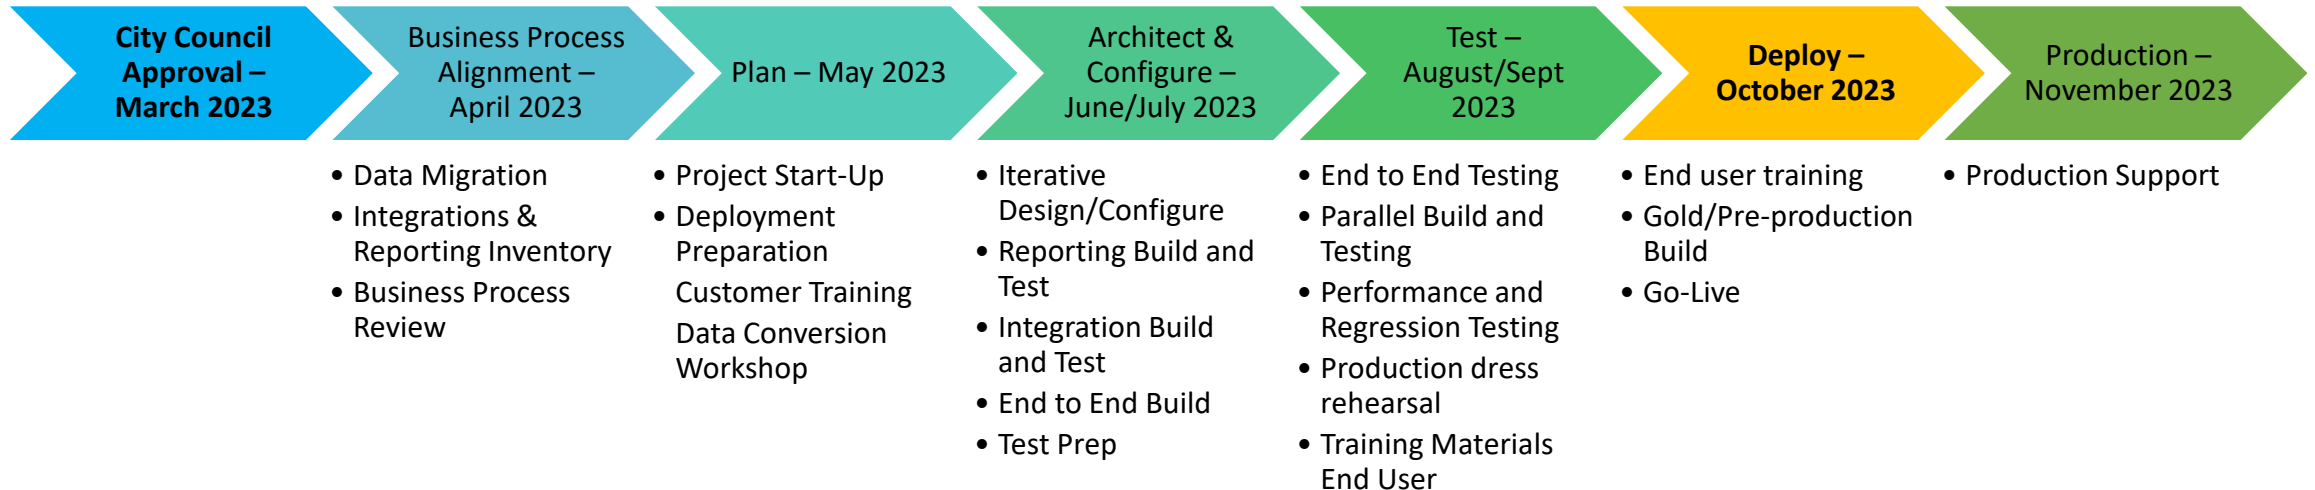 City Council
Approval –
March 2023
Business Process
Alignment –
April 2023
Plan – May 2023
Architect &
Configure –
June/July 2023
Test –
August/Sept
2023
Deploy –
October 2023
Production –
November 2023
• Data Migration
• Integrations &
Reporting Inventory
• Business Process
Review
• Project Start-Up
• Deployment
Preparation
Customer Training
Data Conversion
Workshop
• Iterative
Design/Configure
• Reporting Build and
Test
• Integration Build
and Test
• End to End Build
• Test Prep
• End to End Testing
• Parallel Build and
Testing
• Performance and
Regression Testing
• Production dress
rehearsal
• Training Materials
End User
• End user training
• Gold/Pre-production
Build
• Go-Live
• Production Support